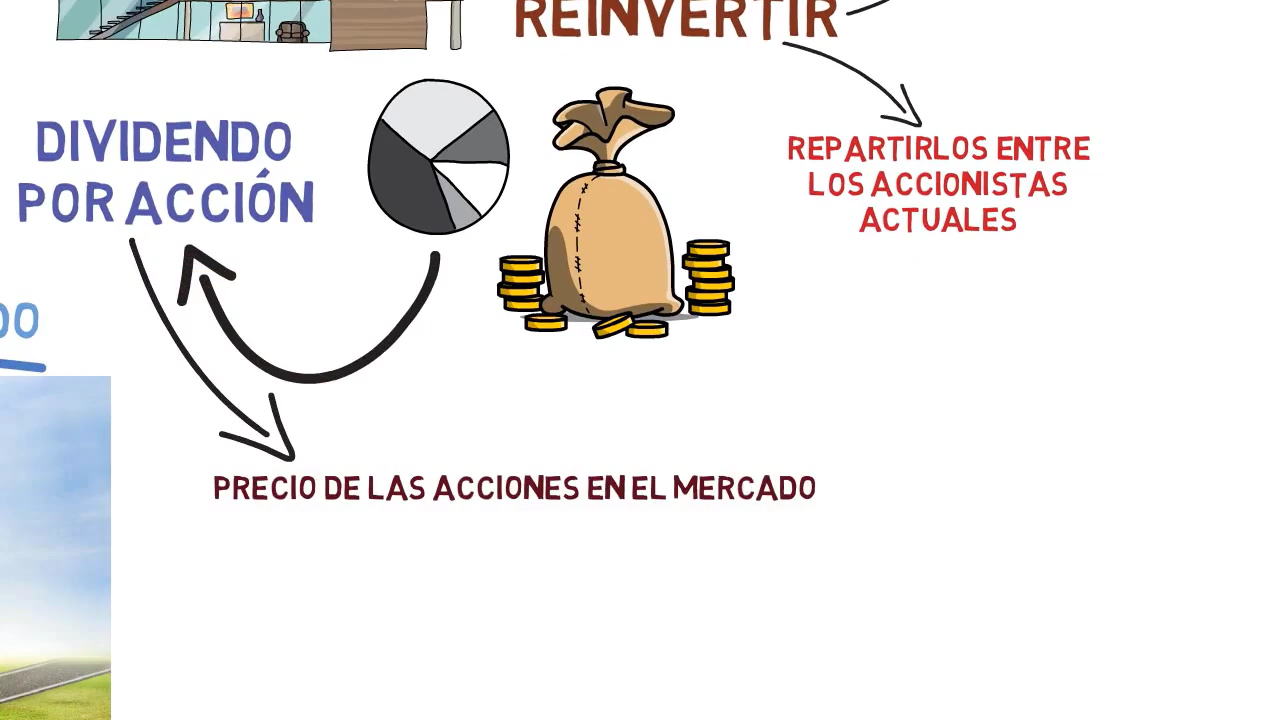 REINVERTIR
DIVIDENDO
POR ACCIÓN
REPARTIRLOS ENTRE
LOS ACCIONISTAS
ACTUALES
PRECIO DE LAS ACCIONES EN EL MERCADO